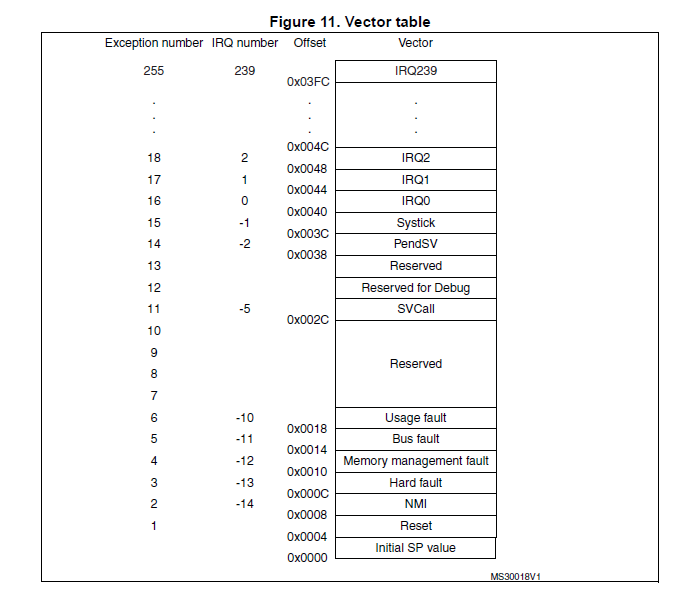 Figure 11. Vector table
Exception number IRQ number Offset Vector
255 239 IRQ239
0x03FC
. . .
. . .
. . .
0x004C
18 2 IRQ2
0x0048
17 1 IRQ1
0x0044
16 0 IRQ0
0x0040
15 -1 Systick
0x003C
14 -2 PendSV
0x0038
13 Reserved
12 Reserved for Debug
11 -5 SVCall
0x002C
10
9
Reserved
8
7
6 -10 Usage fault
0x0018
5 -11 Bus fault
0x0014
4 -12 Memory management fault
0x0010
3 -13 Hard fault
0x000C
2 -14 NMI
0x0008
1 Reset
0x0004
Initial SP value
0x0000
MS30018V1